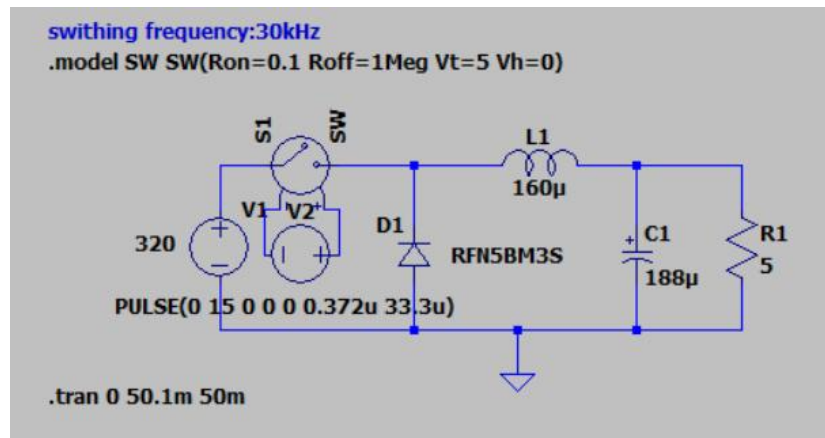 swithing frequency:30kHz
.model SW SW(Ron=0.1 Roff=1Meg Vt=5 Vh=0)
S1
SW
L1
160µ
V1
V2
320
D1
RFN5BM3S
C1
188µ
R1
5
PULSE(0 15 0 0 0 0.372u 33.3u)
.tran 0 50.1m 50m